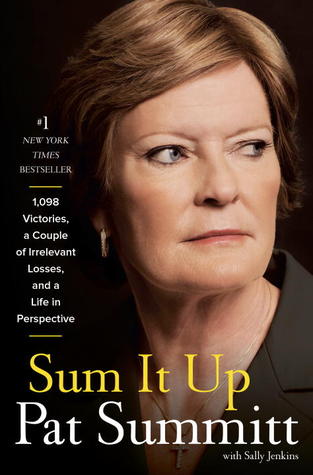 #1
NEW YORK
TIMES
BESTSELLER
1,098
Victories,
a Couple
of Irrelevant
Losses,
and a
Life in
Perspective
Sum It Up
Pat Summitt
with Sally Jenkins